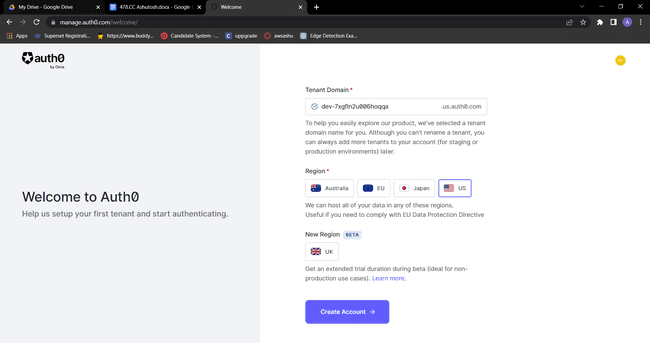 My Drive - Google Drive
478.CC Ashutosh.docx - Google
Welcome
manage.auth0.com/welcome/
Apps
Superset Registrati...
https://www.buddy...
Candidate System -...
uppgrade
awsashu
Edge Detection Exa...
auth0
by Okta
Welcome to Auth0
Help us setup your first tenant and start authenticating.
Tenant Domain *
.us.auth0.com
To help you easily explore our product, we've selected a tenant
domain name for you. Although you can't rename a tenant, you
can always add more tenants to your account (for staging or
production environments) later.
Region *
Australia
EU
Japan
US
We can host all of your data in any of these regions.
Useful if you need to comply with EU Data Protection Directive
New Region BETA
UK
Get an extended trial duration during beta (ideal for non-
production use cases). Learn more.
Create Account →